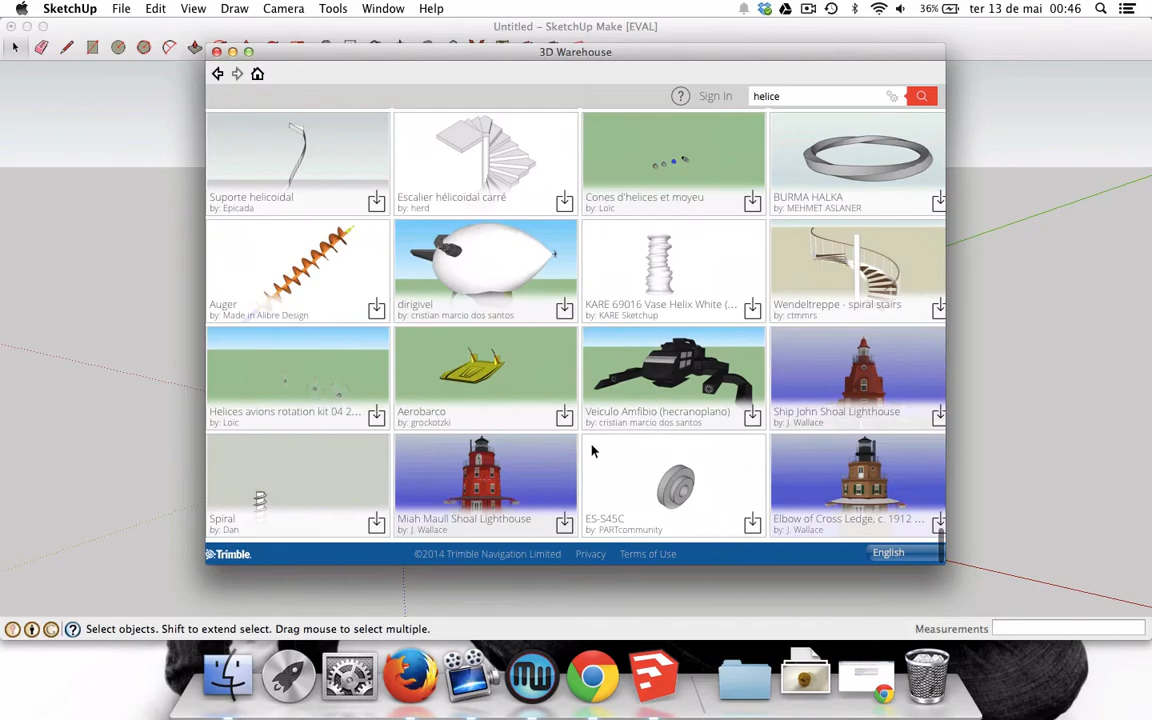 SketchUp File Edit View Draw Camera Tools Window Help 36% ter 13 de mai 00:46
Untitled - SketchUp Make [EVAL]
3D Warehouse
? Sign In helice
Suporte helicoidal
by: Epicada
Escalier hélicoïdal carré
by: herd
Cones d'helices et moyeu
by: Loïc
BURMA HALKA
by: MEHMET ASLANER
Auger
by: Made in Alibre Design
dirigivel
by: cristian marcio dos santos
KARE 69016 Vase Helix White (...
by: KARE Sketchup
Wendeltreppe - spiral stairs
by: ctmmrs
Helices avions rotation kit 04 2...
by: Loïc
Aerobarco
by: grockotzki
Veiculo Amfibio (hecranoplano)
by: cristian marcio dos santos
Ship John Shoal Lighthouse
by: J. Wallace
Spiral
by: Dan
Miah Maull Shoal Lighthouse
by: J. Wallace
ES-S45C
by: PARTcommunity
Elbow of Cross Ledge, c. 1912 ...
by: J. Wallace
Trimble. ©2014 Trimble Navigation Limited Privacy Terms of Use English
? Select objects. Shift to extend select. Drag mouse to select multiple. Measurements